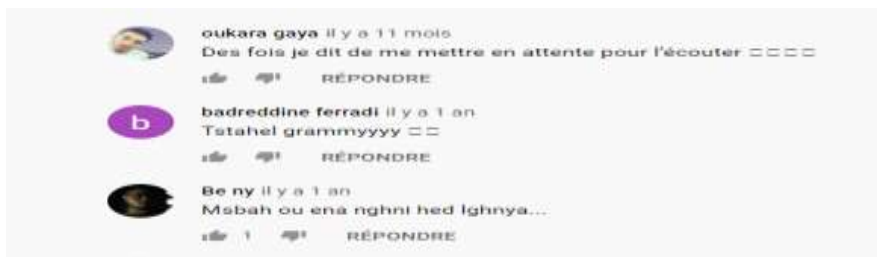 oukara gaya il y a 11 mois
Des fois je dit de me mettre en attente pour l'écouter □□□□
RÉPONDRE
b
badreddine ferradi il y a 1 an
Tstahel grammyyyy □□
RÉPONDRE
Be ny il y a 1 an
Msbah ou ena nghni hed lghnya...
1 RÉPONDRE